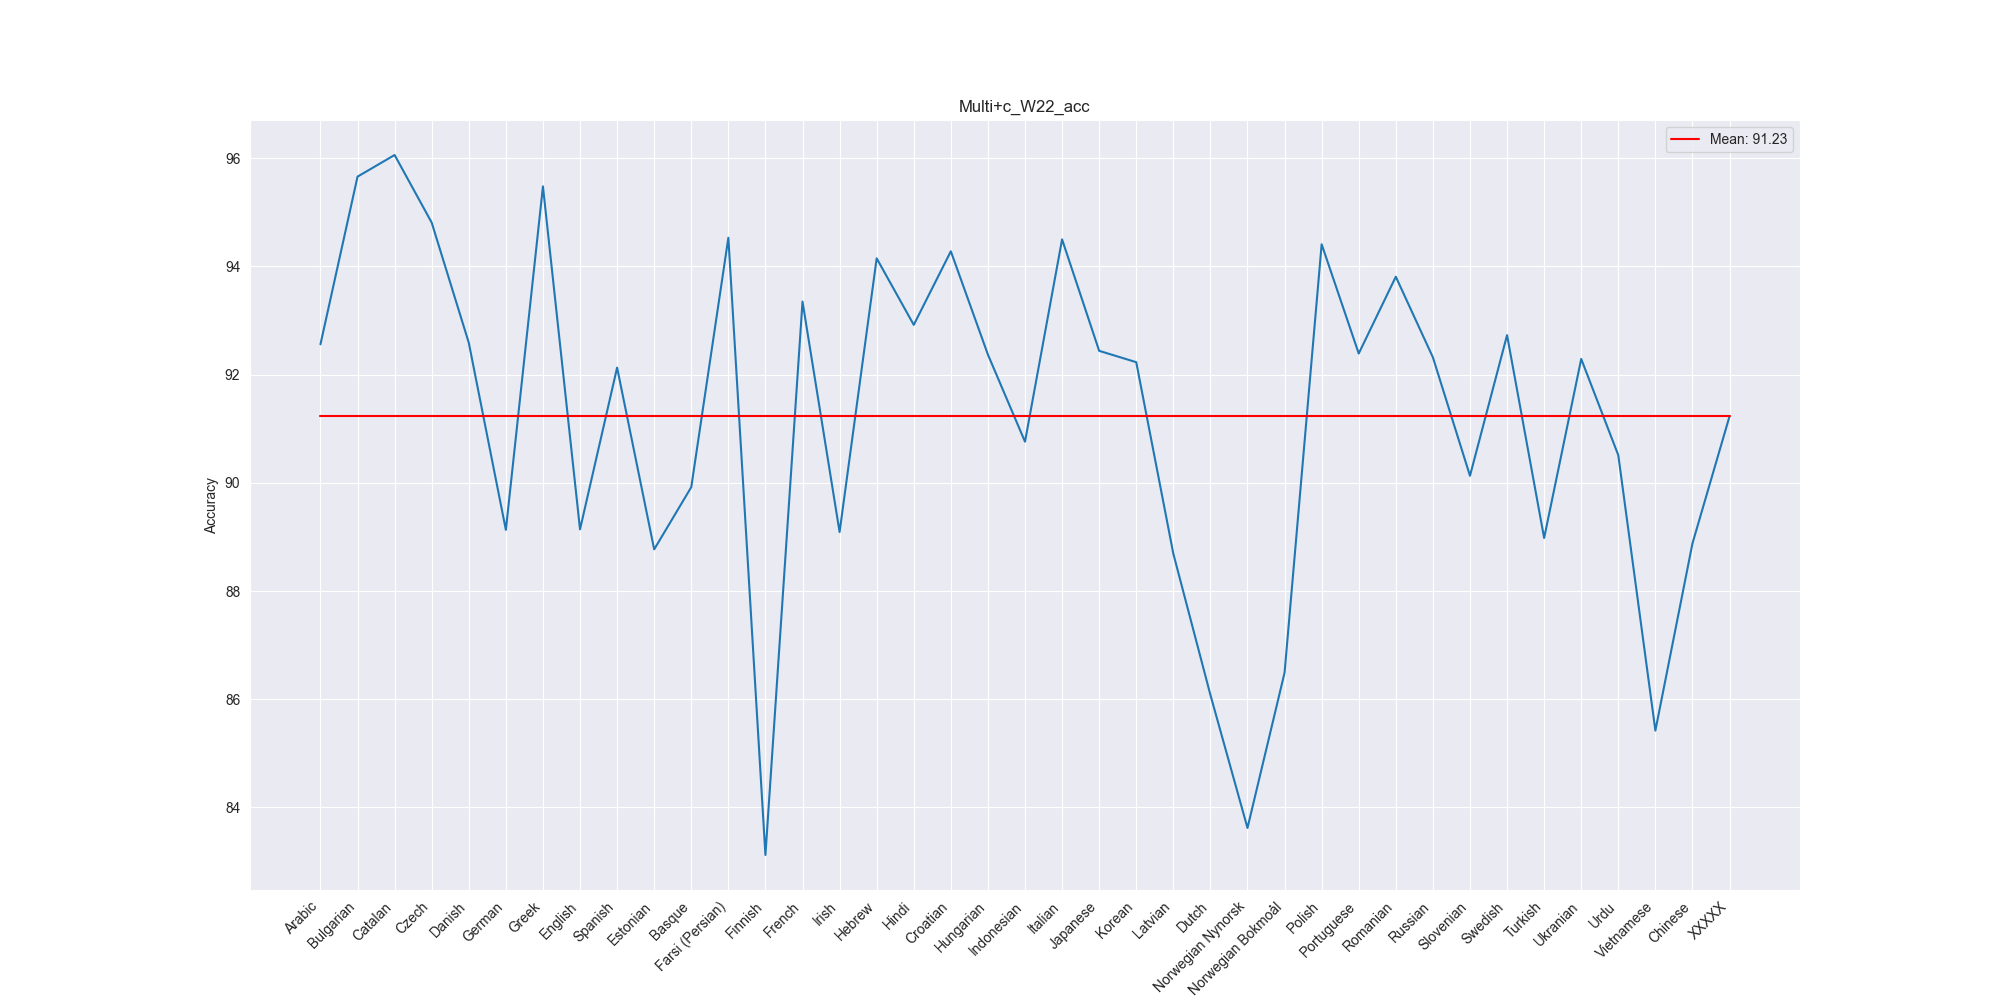 Multi+c_W22_acc
Mean: 91.23
96
94
92
90
88
86
84
Accuracy
Arabic
Bulgarian
Catalan
Czech
Danish
German
Greek
English
Spanish
Estonian
Basque
Farsi (Persian)
Finnish
French
Irish
Hebrew
Hindi
Croatian
Hungarian
Indonesian
Italian
Japanese
Korean
Latvian
Dutch
Norwegian Nynorsk
Norwegian Bokmoål
Polish
Portuguese
Romanian
Russian
Slovenian
Swedish
Turkish
Ukranian
Urdu
Vietnamese
Chinese
XXXXX